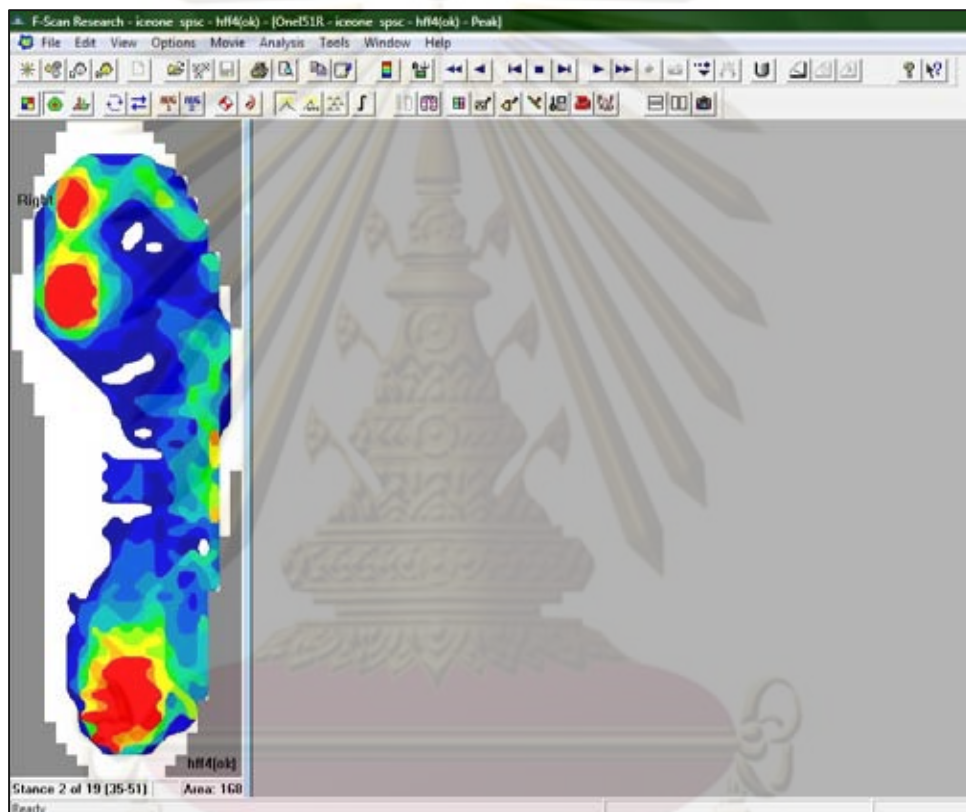 F-Scan Research - iceone spsc - hff4(ok) - [OneI51R - iceone spsc - hff4(ok) - Peak]
File Edit View Options Movie Analysis Tools Window Help
Right
hff4(ok)
Stance 2 of 19 (35-51) Area: 168
Ready